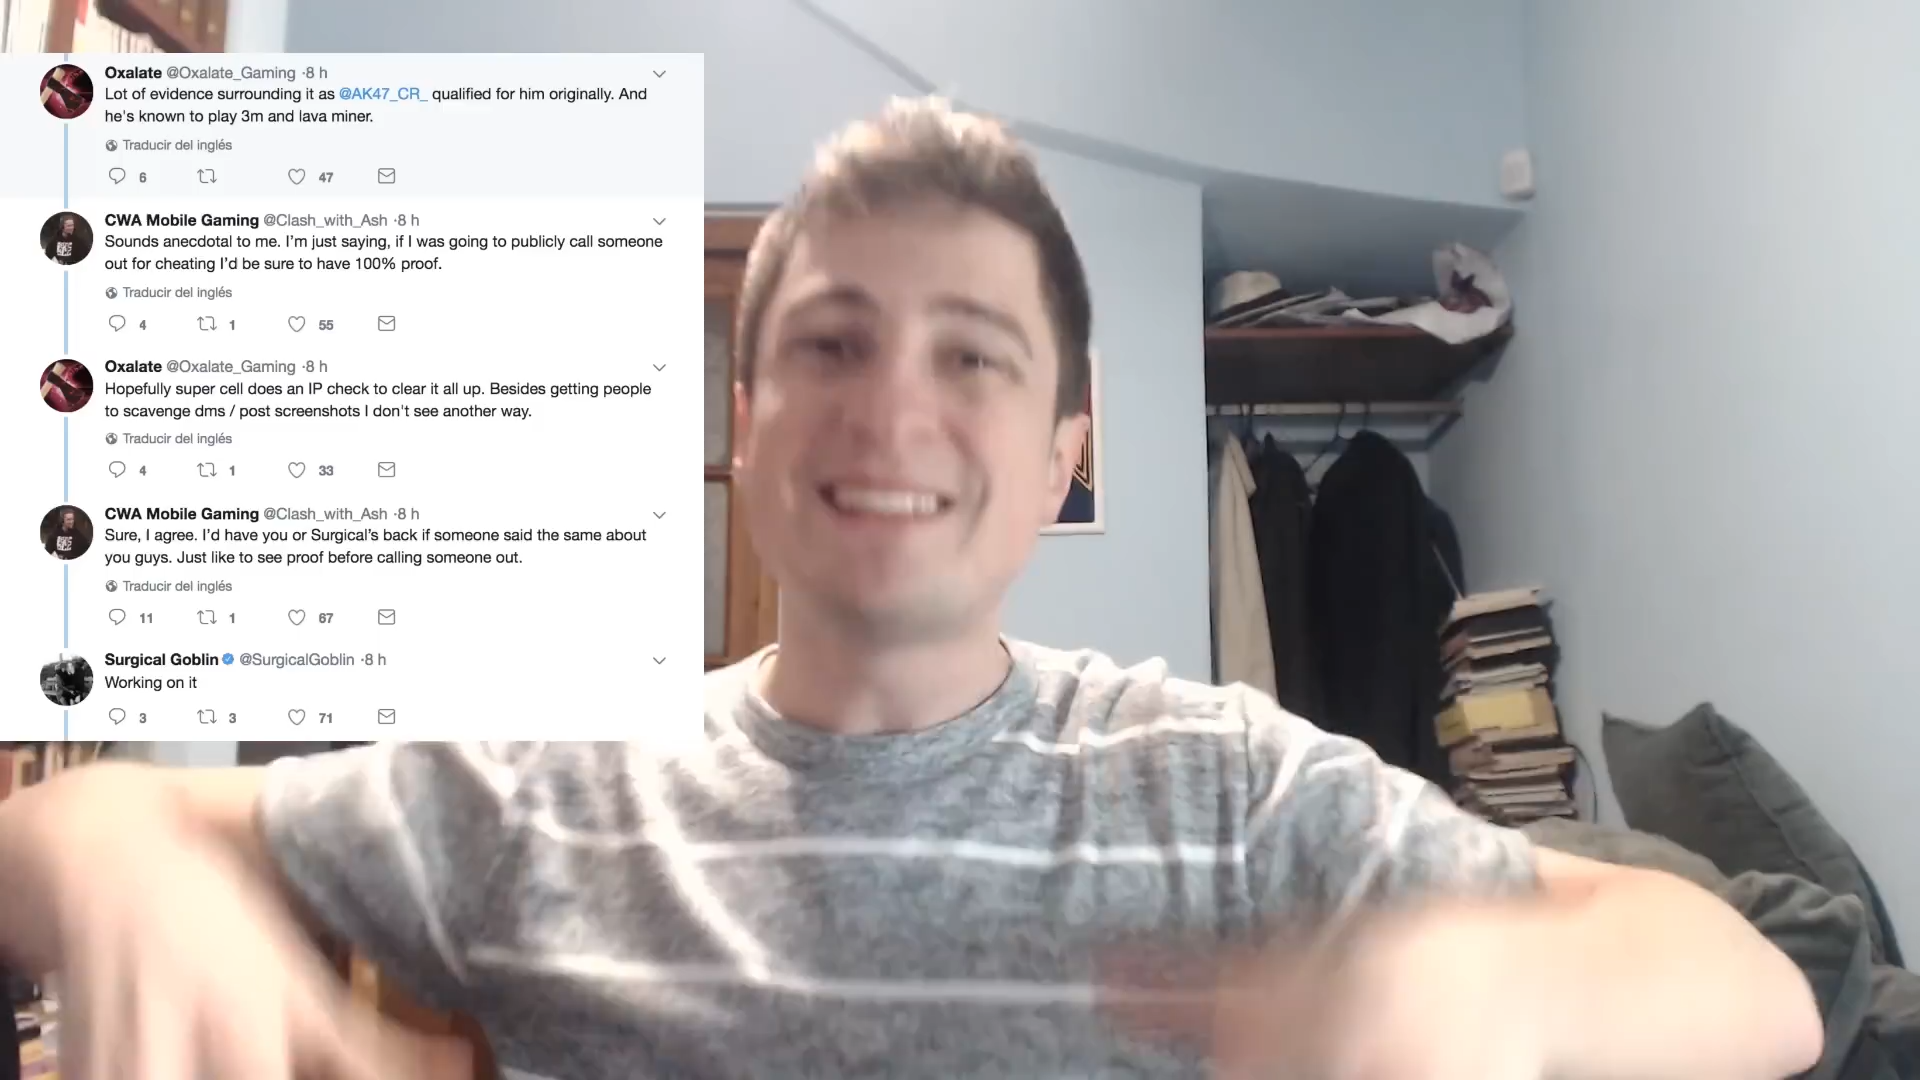 Oxalate @Oxalate_Gaming · 8 h
Lot of evidence surrounding it as @AK47_CR_ qualified for him originally. And
he's known to play 3m and lava miner.
Traducir del inglés
6 47
CWA Mobile Gaming @Clash_with_Ash · 8 h
Sounds anecdotal to me. I'm just saying, if I was going to publicly call someone
out for cheating I'd be sure to have 100% proof.
Traducir del inglés
4 1 55
Oxalate @Oxalate_Gaming · 8 h
Hopefully super cell does an IP check to clear it all up. Besides getting people
to scavenge dms / post screenshots I don't see another way.
Traducir del inglés
4 1 33
CWA Mobile Gaming @Clash_with_Ash · 8 h
Sure, I agree. I'd have you or Surgical's back if someone said the same about
you guys. Just like to see proof before calling someone out.
Traducir del inglés
11 1 67
Surgical Goblin @SurgicalGoblin · 8 h
Working on it
3 3 71